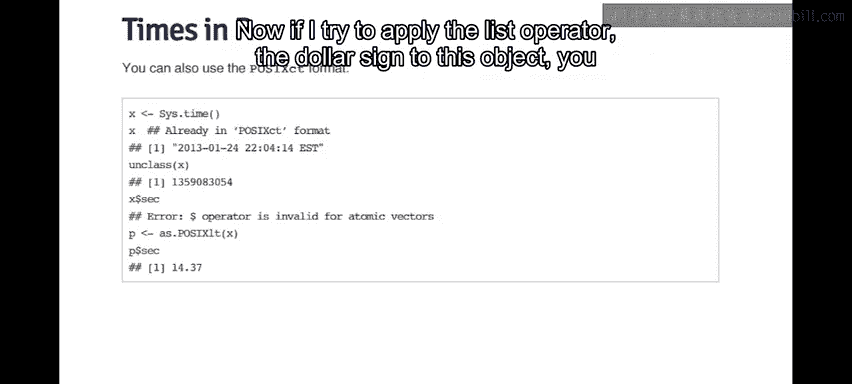 Times in
Now if I try to apply the list operator,
the dollar sign to this object, you
You can also use the POSIXct format.
x <- Sys.time()
x  ## Already in ‘POSIXct’ format
## [1] "2013-01-24 22:04:14 EST"
unclass(x)
## [1] 1359083054
x$sec
## Error: $ operator is invalid for atomic vectors
p <- as.POSIXlt(x)
p$sec
## [1] 14.37